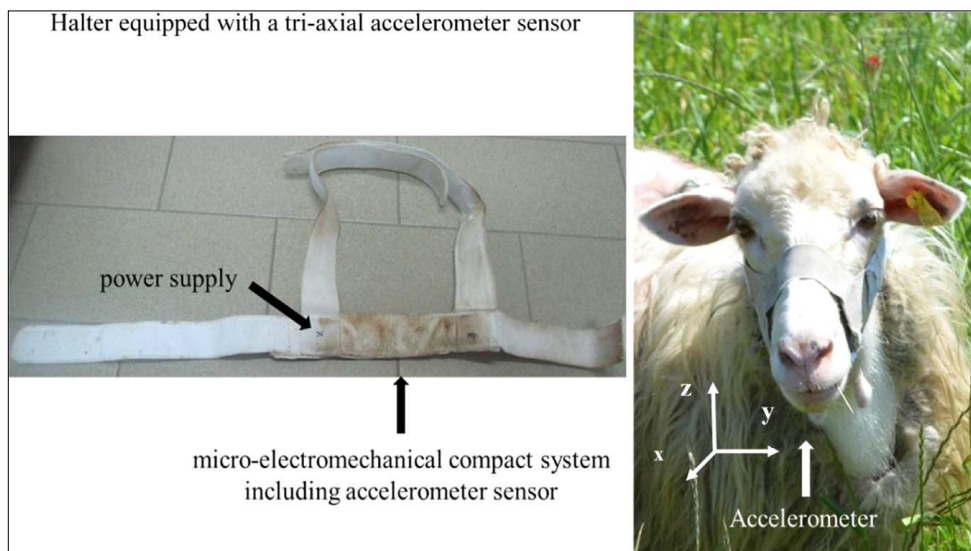 Halter equipped with a tri-axial accelerometer sensor
power supply
micro-electromechanical compact system
including accelerometer sensor
z
y
x
Accelerometer